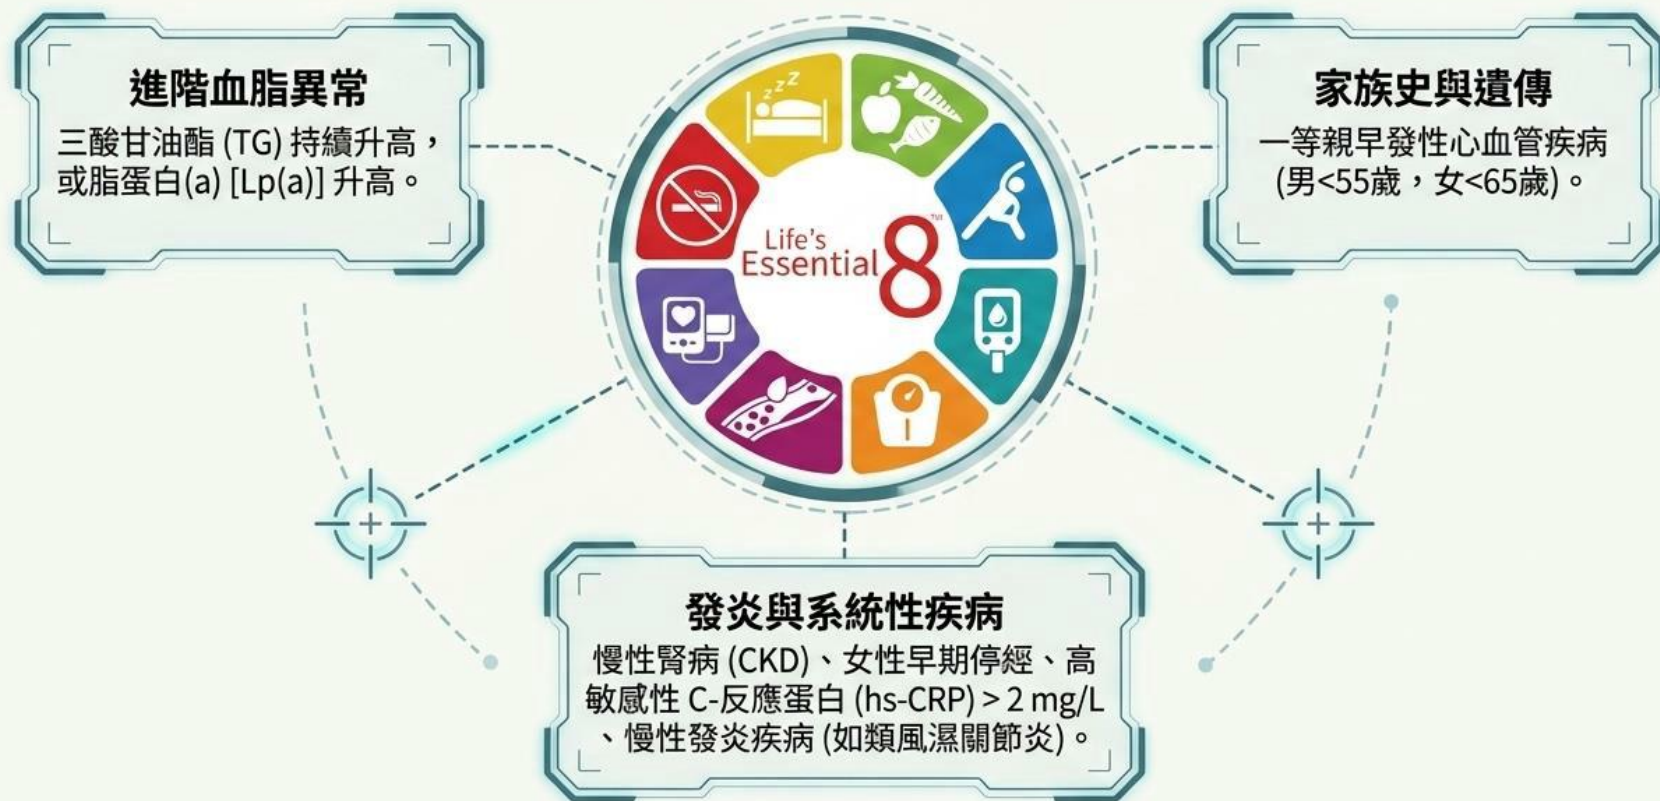 進階血脂異常
三酸甘油酯 (TG) 持續升高，
或脂蛋白(a) [Lp(a)] 升高。
z z Z
Life's
Essential 8
TM
家族史與遺傳
一等親早發性心血管疾病
(男<55歲，女<65歲)。
發炎與系統性疾病
慢性腎病 (CKD)、女性早期停經、高
敏感性 C-反應蛋白 (hs-CRP) > 2 mg/L
、慢性發炎疾病 (如類風濕關節炎)。